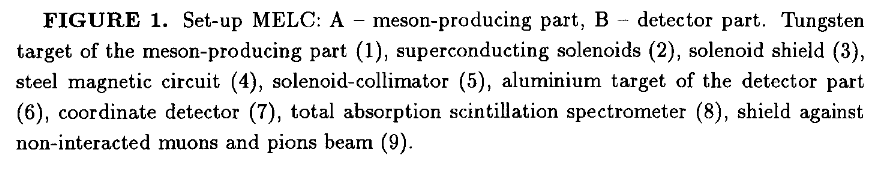 FIGURE 1. Set-up MELC: A – meson-producing part, B – detector part. Tungsten
target of the meson-producing part (1), superconducting solenoids (2), solenoid shield (3),
steel magnetic circuit (4), solenoid-collimator (5), aluminium target of the detector part
(6), coordinate detector (7), total absorption scintillation spectrometer (8), shield against
non-interacted muons and pions beam (9).